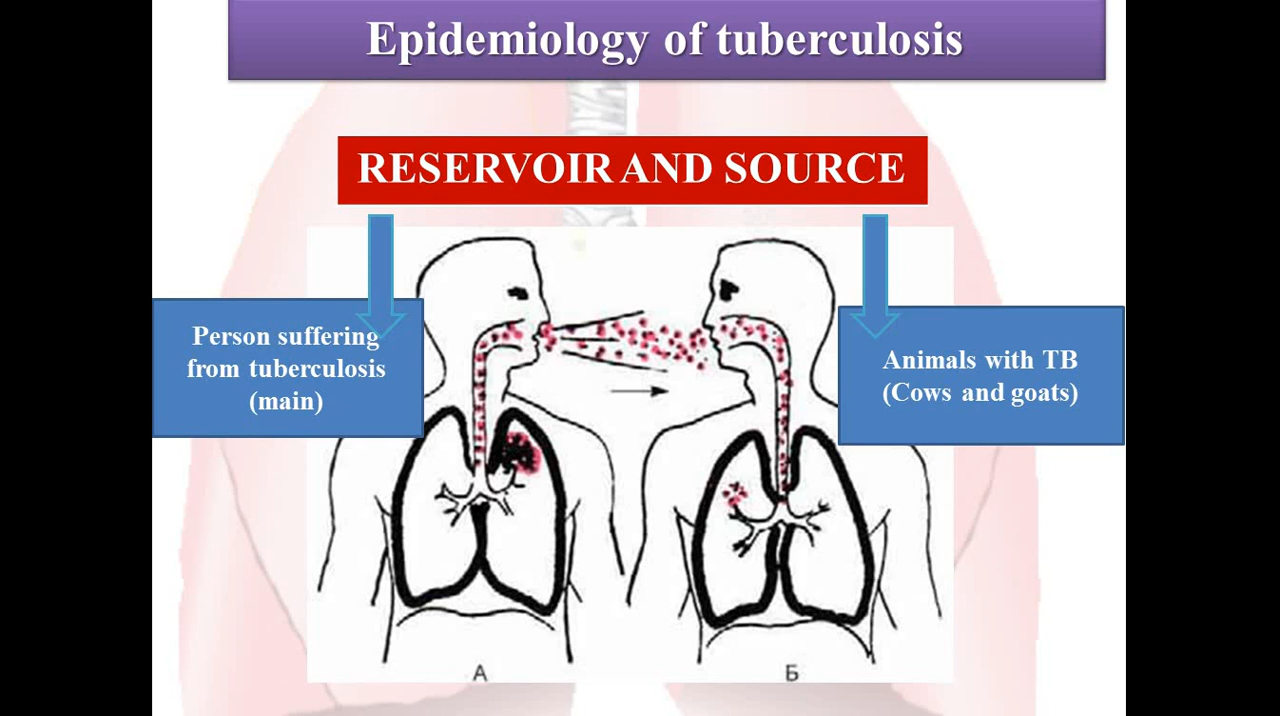 Epidemiology of tuberculosis
RESERVOIR AND SOURCE
Person suffering
from tuberculosis
(main)
Animals with TB
(Cows and goats)
А
Б